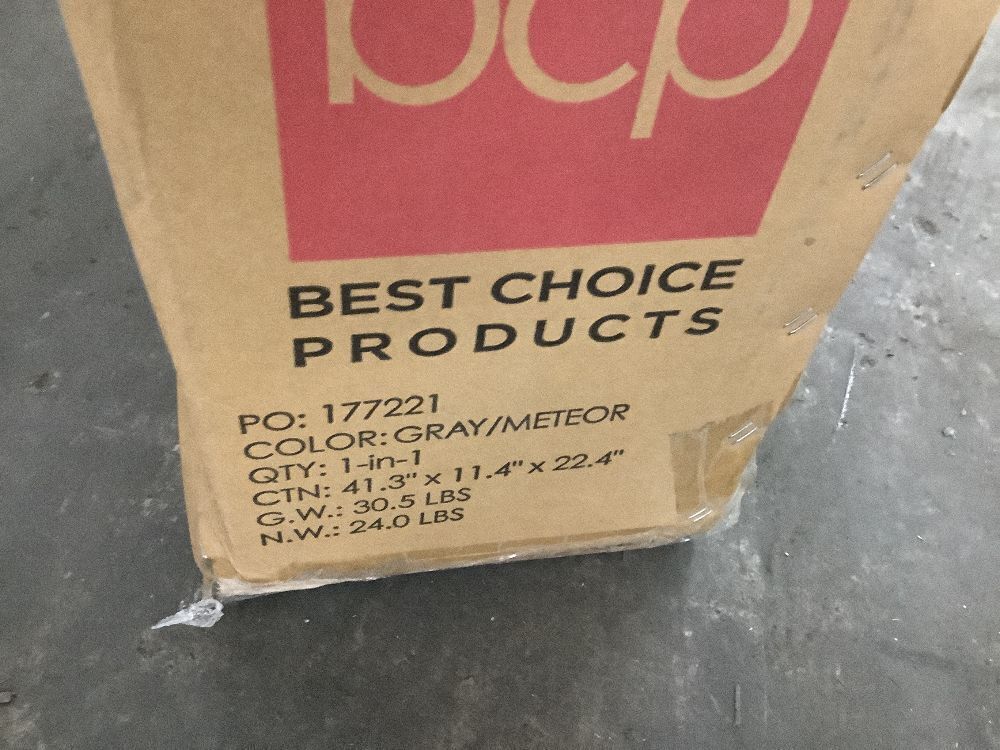 bcp
BEST CHOICE
PRODUCTS
PO: 177221
COLOR: GRAY/METEOR
QTY: 1-in-1
CTN: 41.3" x 11.4" x 22.4"
G.W.: 30.5 LBS
N.W.: 24.0 LBS